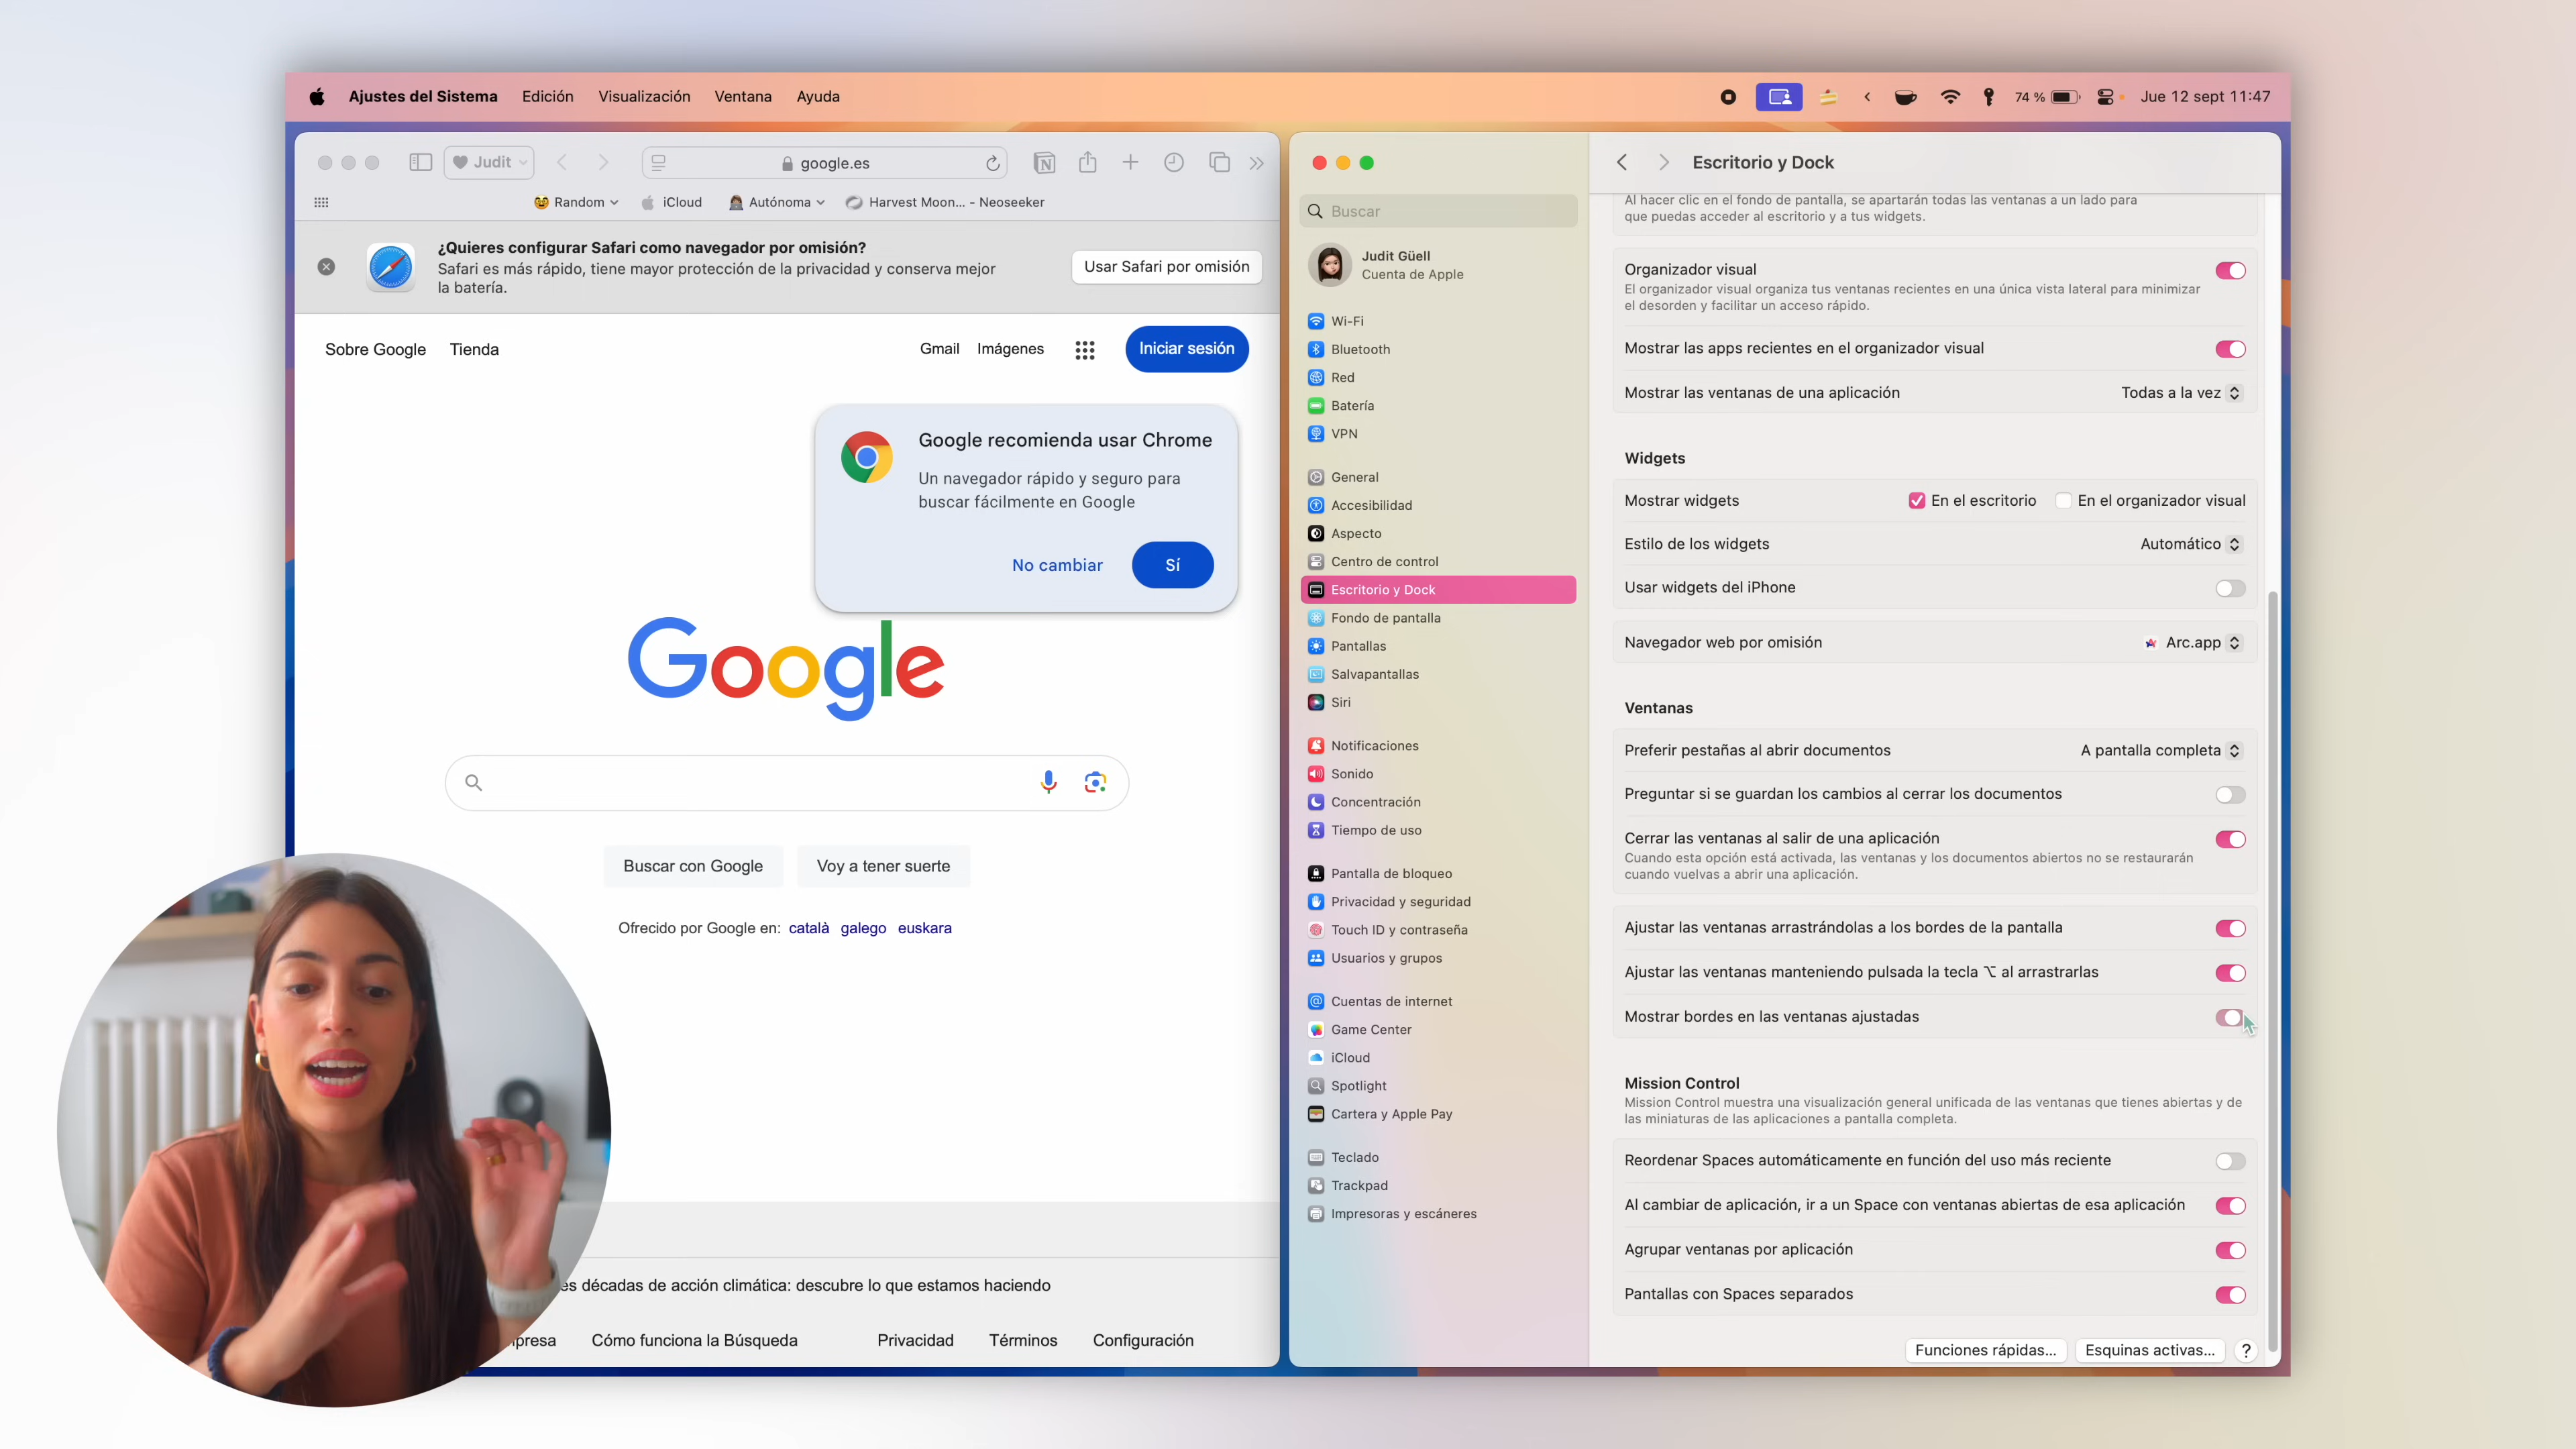 Ajustes del Sistema Edición Visualización Ventana Ayuda
74 % Jue 12 sept 11:47
Judit
google.es
Random iCloud Autónoma Harvest Moon... - Neoseeker
¿Quieres configurar Safari como navegador por omisión?
Safari es más rápido, tiene mayor protección de la privacidad y conserva mejor
la batería.
Usar Safari por omisión
Sobre Google Tienda
Gmail Imágenes Iniciar sesión
Google recomienda usar Chrome
Un navegador rápido y seguro para
buscar fácilmente en Google
No cambiar Sí
Google
Buscar con Google Voy a tener suerte
Ofrecido por Google en: català galego euskara
es décadas de acción climática: descubre lo que estamos haciendo
presa Cómo funciona la Búsqueda Privacidad Términos Configuración
Buscar
Judit Güell
Cuenta de Apple
Wi-Fi
Bluetooth
Red
Batería
VPN
General
Accesibilidad
Aspecto
Centro de control
Escritorio y Dock
Fondo de pantalla
Pantallas
Salvapantallas
Siri
Notificaciones
Sonido
Concentración
Tiempo de uso
Pantalla de bloqueo
Privacidad y seguridad
Touch ID y contraseña
Usuarios y grupos
Cuentas de internet
Game Center
iCloud
Spotlight
Cartera y Apple Pay
Teclado
Trackpad
Impresoras y escáneres
Escritorio y Dock
Al hacer clic en el fondo de pantalla, se apartarán todas las ventanas a un lado para
que puedas acceder al escritorio y a tus widgets.
Organizador visual
El organizador visual organiza tus ventanas recientes en una única vista lateral para minimizar
el desorden y facilitar un acceso rápido.
Mostrar las apps recientes en el organizador visual
Mostrar las ventanas de una aplicación Todas a la vez
Widgets
Mostrar widgets En el escritorio En el organizador visual
Estilo de los widgets Automático
Usar widgets del iPhone
Navegador web por omisión Arc.app
Ventanas
Preferir pestañas al abrir documentos A pantalla completa
Preguntar si se guardan los cambios al cerrar los documentos
Cerrar las ventanas al salir de una aplicación
Cuando esta opción está activada, las ventanas y los documentos abiertos no se restaurarán
cuando vuelvas a abrir una aplicación.
Ajustar las ventanas arrastrándolas a los bordes de la pantalla
Ajustar las ventanas manteniendo pulsada la tecla ⌥ al arrastrarlas
Mostrar bordes en las ventanas ajustadas
Mission Control
Mission Control muestra una visualización general unificada de las ventanas que tienes abiertas y de
las miniaturas de las aplicaciones a pantalla completa.
Reordenar Spaces automáticamente en función del uso más reciente
Al cambiar de aplicación, ir a un Space con ventanas abiertas de esa aplicación
Agrupar ventanas por aplicación
Pantallas con Spaces separados
Funciones rápidas... Esquinas activas... ?